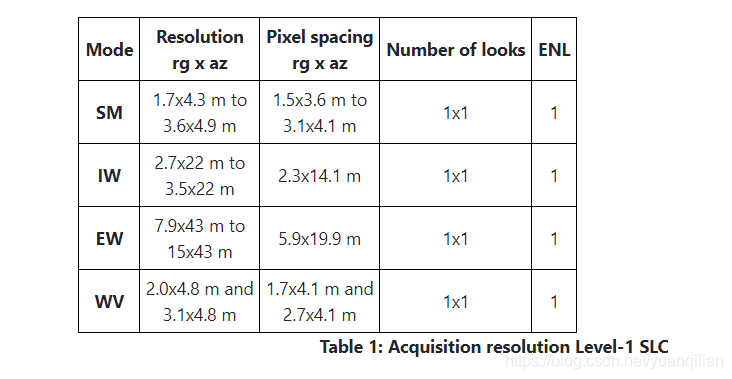 Mode Resolution rg x az Pixel spacing rg x az Number of looks ENL
SM 1.7x4.3 m to 3.6x4.9 m 1.5x3.6 m to 3.1x4.1 m 1x1 1
IW 2.7x22 m to 3.5x22 m 2.3x14.1 m 1x1 1
EW 7.9x43 m to 15x43 m 5.9x19.9 m 1x1 1
WV 2.0x4.8 m and 3.1x4.8 m 1.7x4.1 m and 2.7x4.1 m 1x1 1
Table 1: Acquisition resolution Level-1 SLC
https://blog.csdn.net/yuanqilian